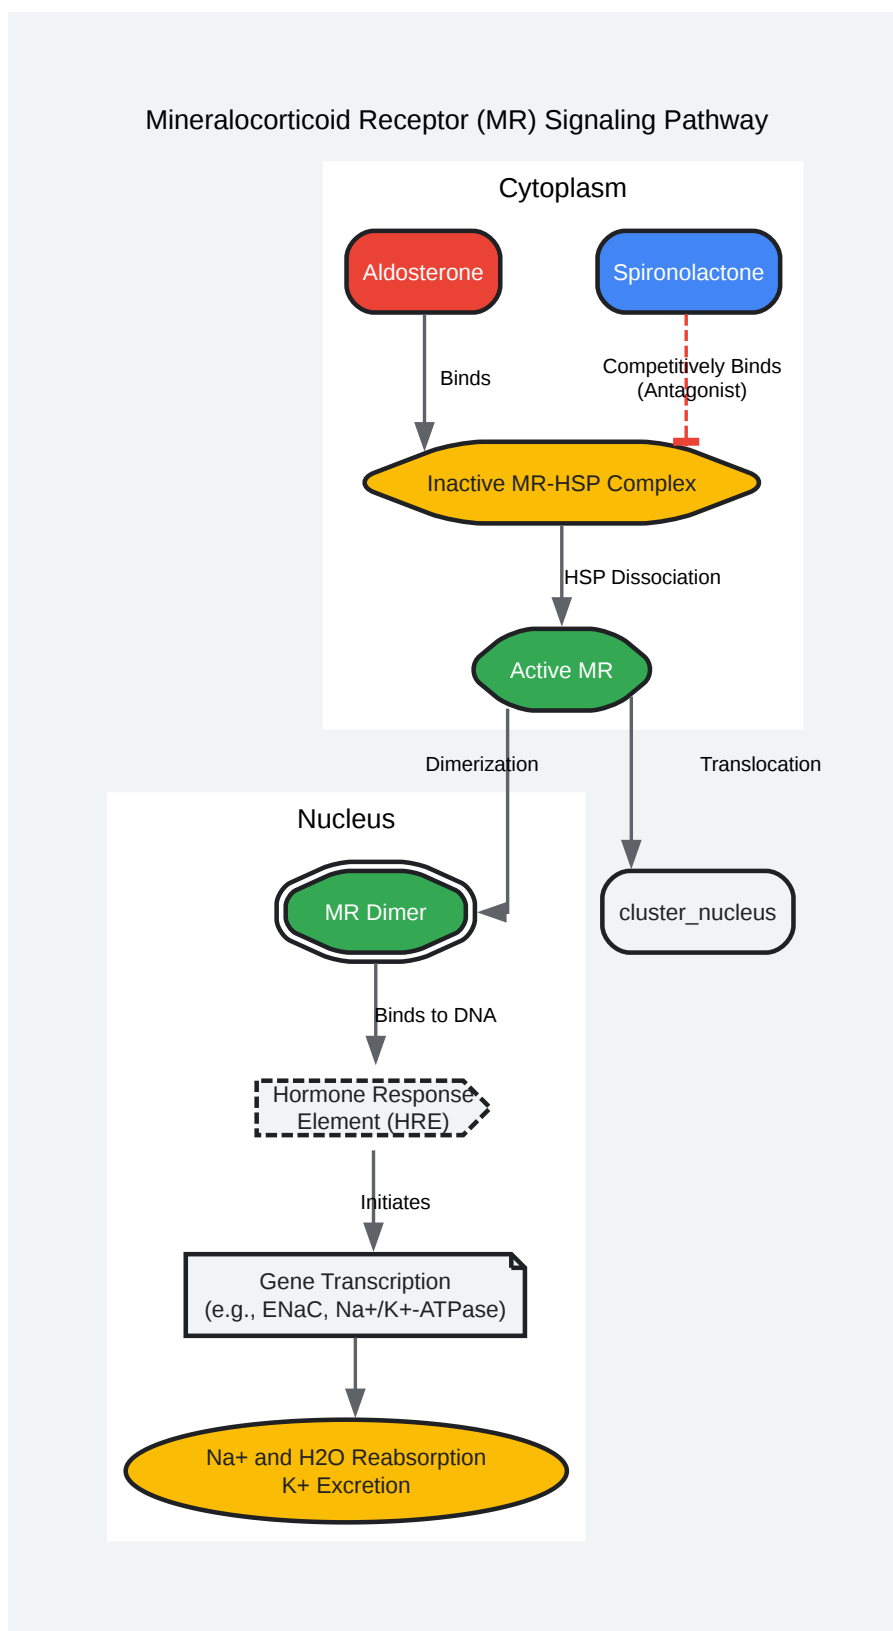 Mineralocorticoid Receptor (MR) Signaling Pathway
Cytoplasm
Aldosterone
Spironolactone
Binds
Competitively Binds
(Antagonist)
Inactive MR-HSP Complex
HSP Dissociation
Active MR
Dimerization
Translocation
Nucleus
MR Dimer
cluster_nucleus
Binds to DNA
Hormone Response
Element (HRE)
Initiates
Gene Transcription
(e.g., ENaC, Na+/K+-ATPase)
Na+ and H2O Reabsorption
K+ Excretion